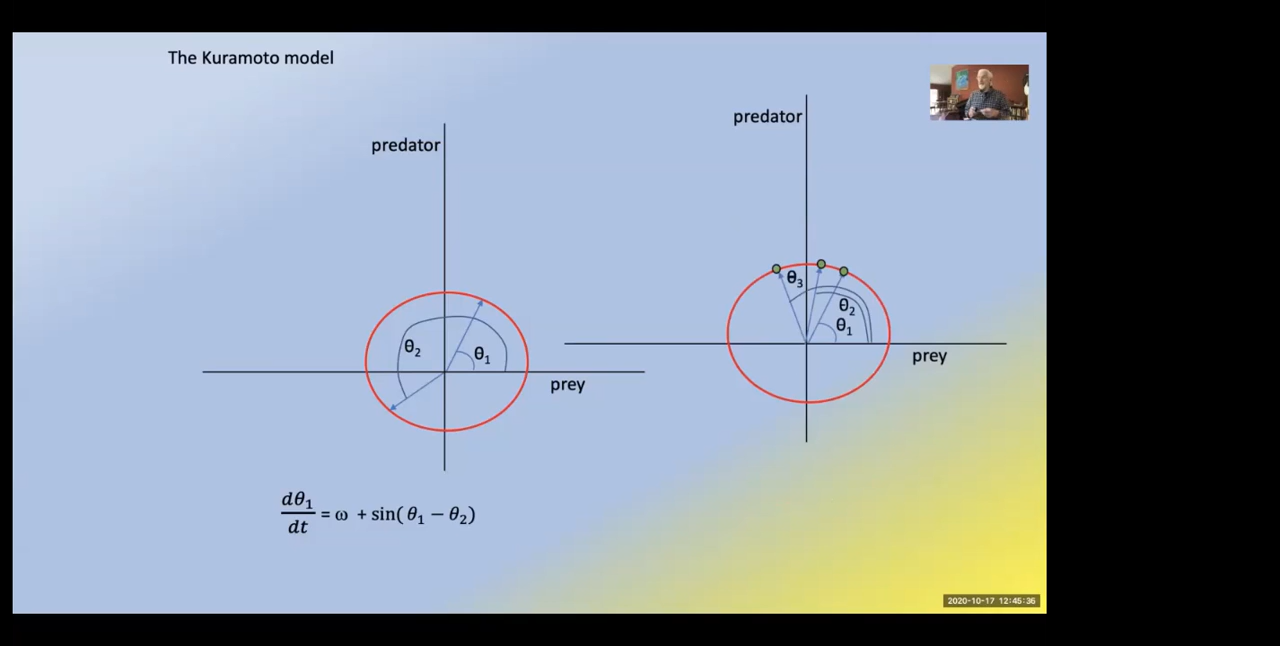 The Kuramoto model
predator
θ₂
θ₁
prey
dθ₁
dt
= ω + sin( θ₁ − θ₂)
predator
θ₃
θ₂
θ₁
prey
2020-10-17 12:45:36